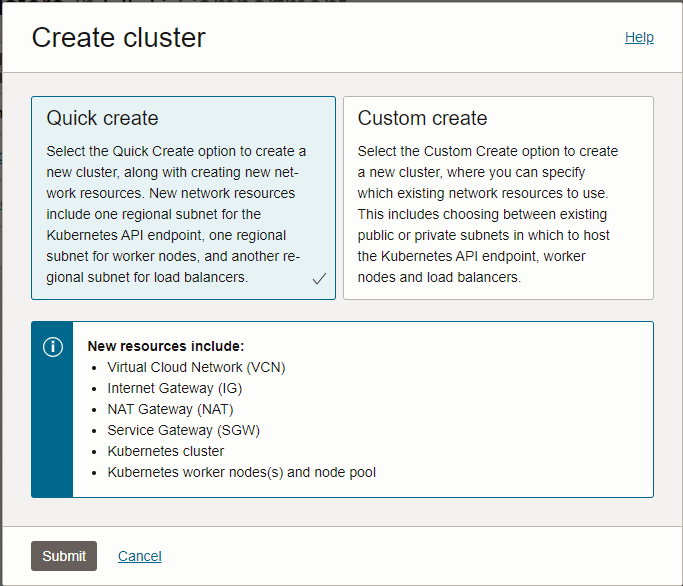 Create cluster
Help
Quick create
Select the Quick Create option to create a
new cluster, along with creating new net-
work resources. New network resources
include one regional subnet for the
Kubernetes API endpoint, one regional
subnet for worker nodes, and another re-
gional subnet for load balancers.
Custom create
Select the Custom Create option to create
a new cluster, where you can specify
which existing network resources to use.
This includes choosing between existing
public or private subnets in which to host
the Kubernetes API endpoint, worker
nodes and load balancers.
New resources include:
• Virtual Cloud Network (VCN)
• Internet Gateway (IG)
• NAT Gateway (NAT)
• Service Gateway (SGW)
• Kubernetes cluster
• Kubernetes worker nodes(s) and node pool
Submit
Cancel